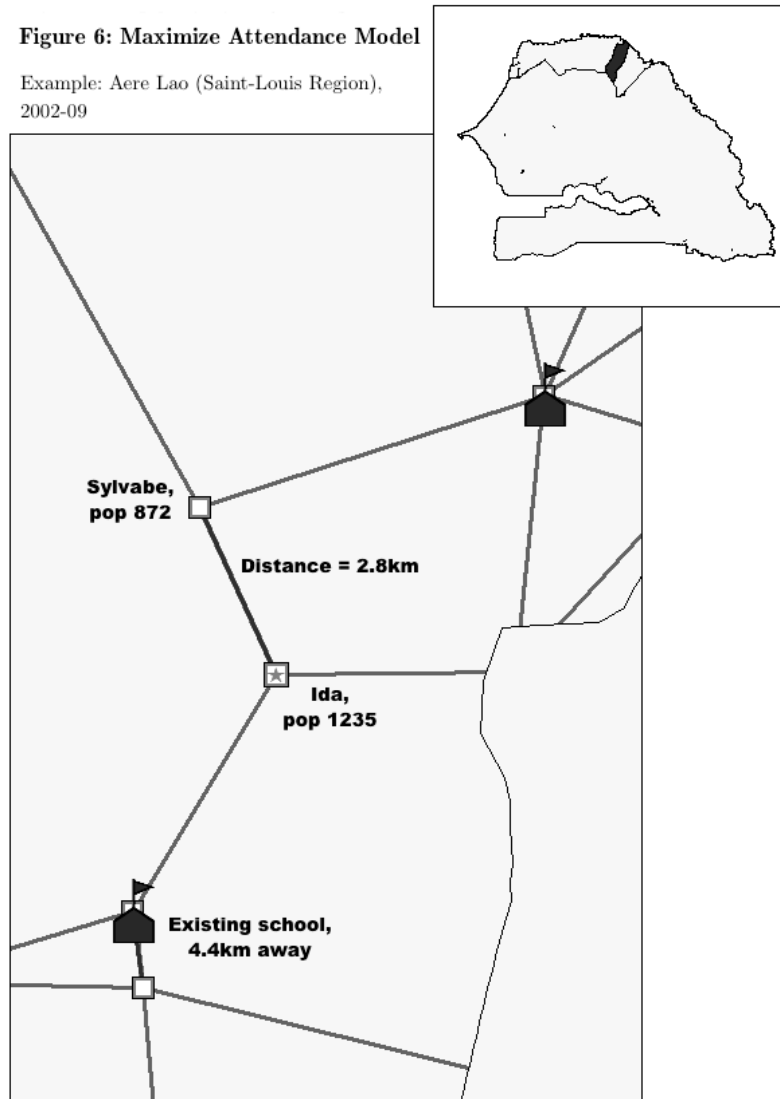 Figure 6: Maximize Attendance Model
Example: Aere Lao (Saint-Louis Region),
2002-09
Sylvabe,
pop 872
Distance = 2.8km
Ida,
pop 1235
Existing school,
4.4km away